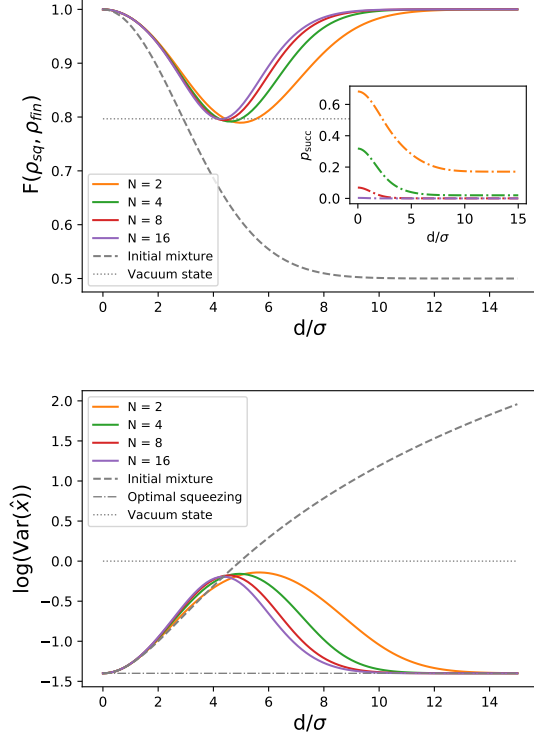 F(ρsq, ρfin)
1.0
0.9
0.8
0.7
0.6
0.5
N = 2
N = 4
N = 8
N = 16
Initial mixture
Vacuum state
0 2 4 6 8 10 12 14
d/σ
psucc
0.6
0.4
0.2
0.0
0 5 10 15
d/σ
log(Var(x̂))
2.0
1.5
1.0
0.5
0.0
−0.5
−1.0
−1.5
N = 2
N = 4
N = 8
N = 16
Initial mixture
Optimal squeezing
Vacuum state
0 2 4 6 8 10 12 14
d/σ